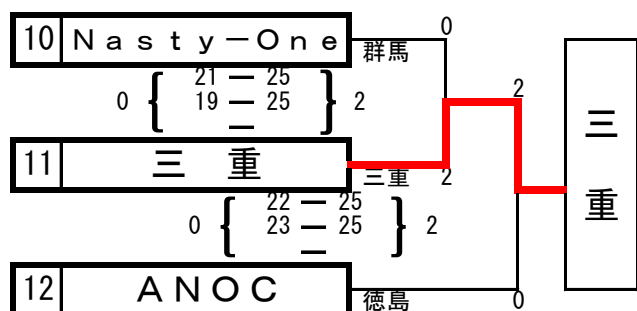 10 Ｎａｓｔｙ－Ｏｎｅ 群馬 0
21 － 25
0 { 19 － 25 } 2
－
2
11 三　重 三重 2
22 － 25
0 { 23 － 25 } 2
－
12 ＡＮＯＣ 徳島 0
三重